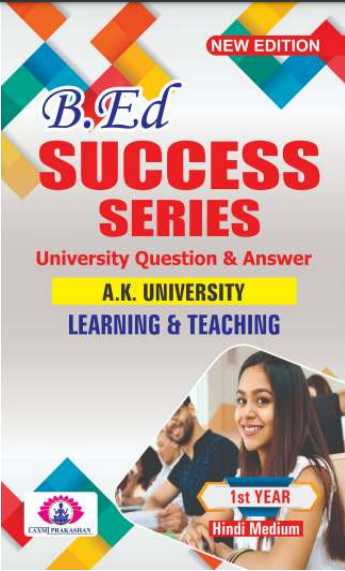 NEW EDITION
B.Ed
SUCCESS
SERIES
University Question & Answer
A.K. UNIVERSITY
LEARNING & TEACHING
1st YEAR
Hindi Medium
LAXMI PRAKASHAN